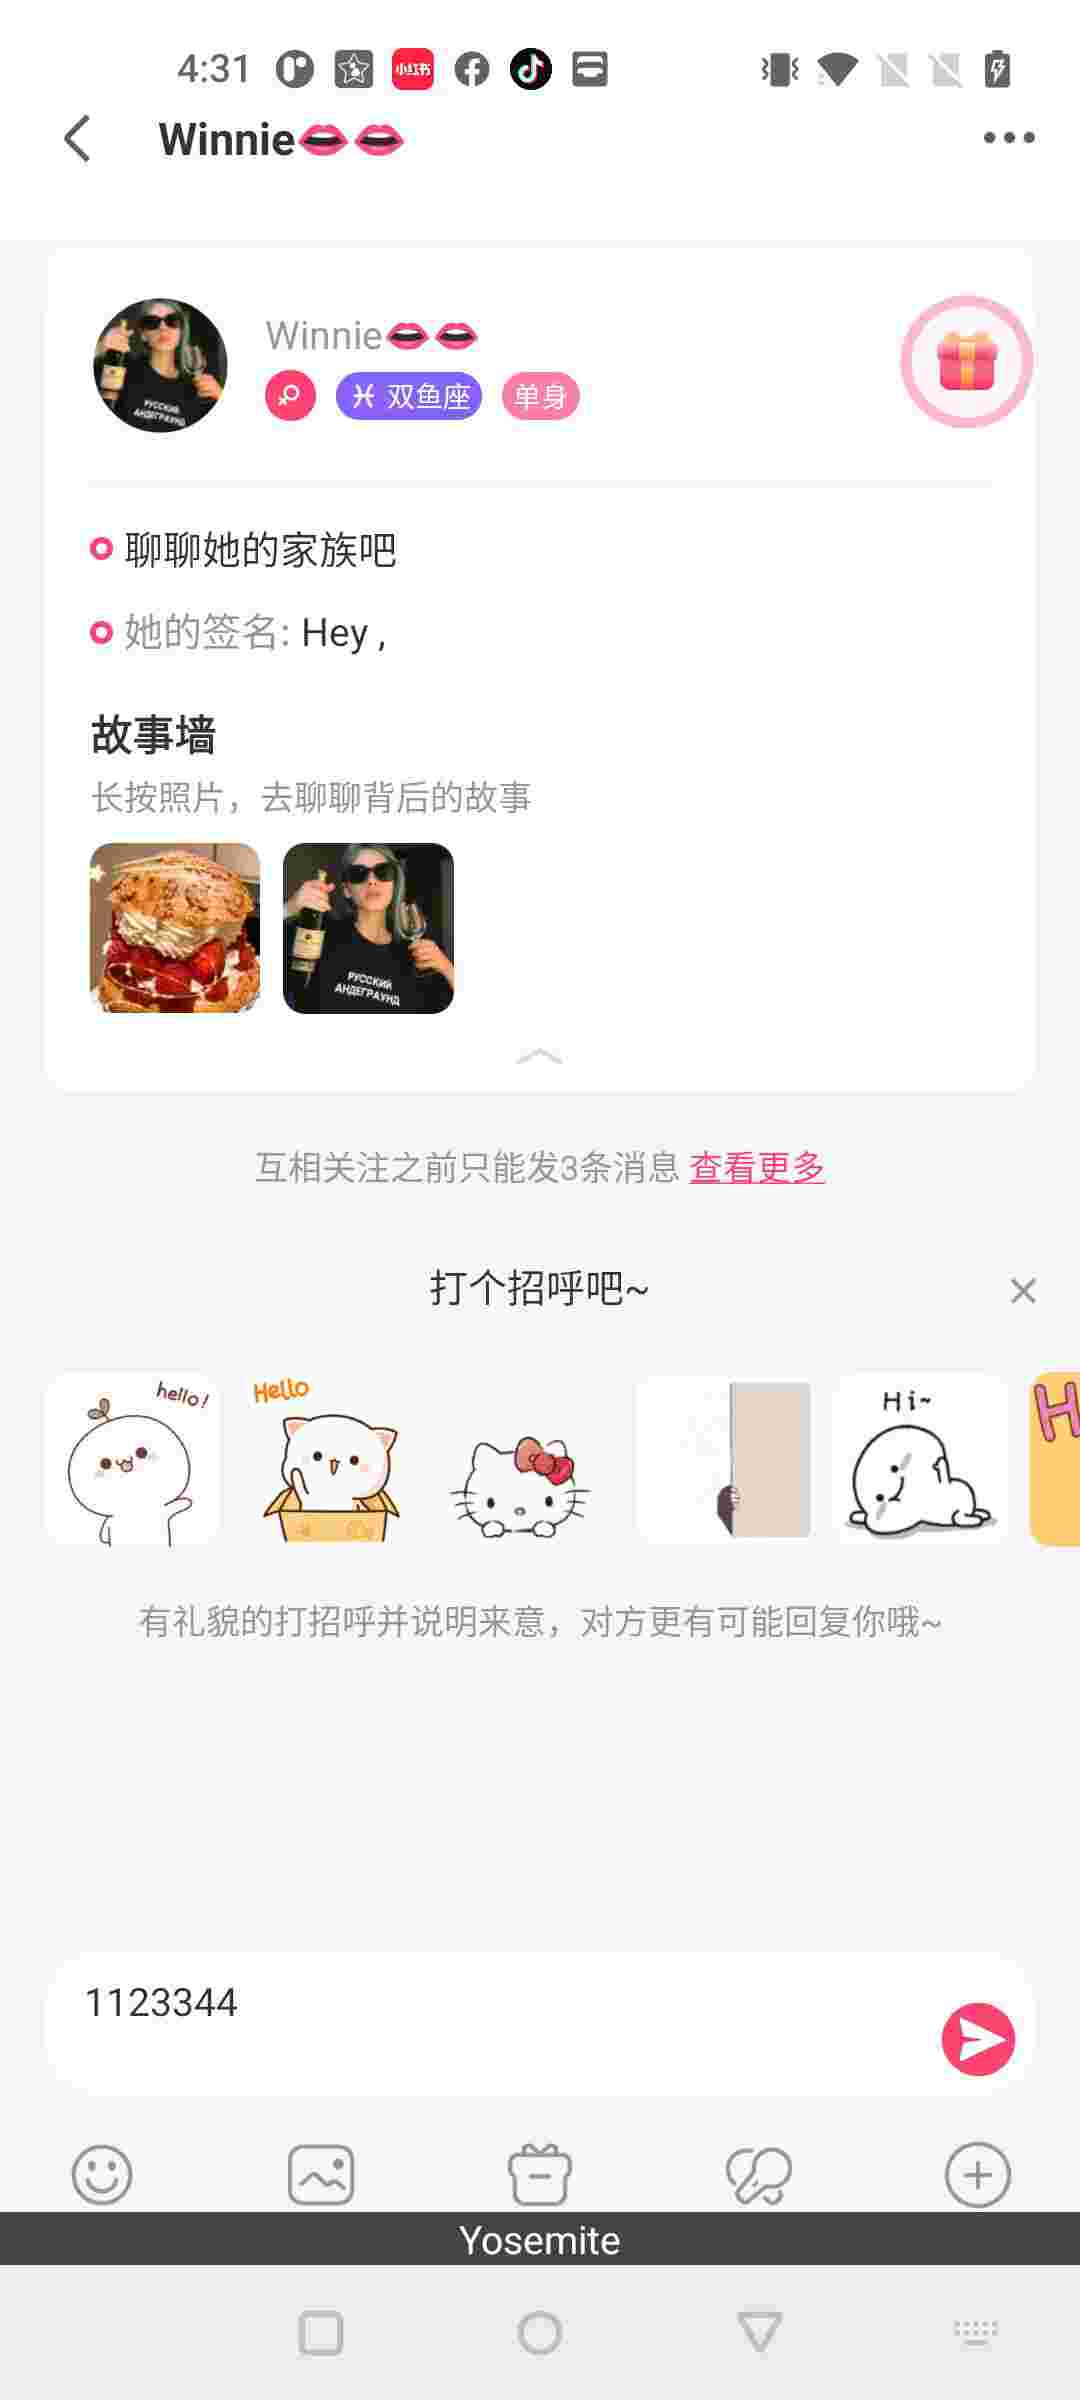 4:31
小红书
Winnie
Winnie
双鱼座 单身
聊聊她的家族吧
她的签名: Hey ,
故事墙
长按照片，去聊聊背后的故事
РУССКИЙ
АНДЕГРАУНД
互相关注之前只能发3条消息 查看更多
打个招呼吧~
hello!
Hello
Hi~
H
有礼貌的打招呼并说明来意，对方更有可能回复你哦~
1123344
Yosemite